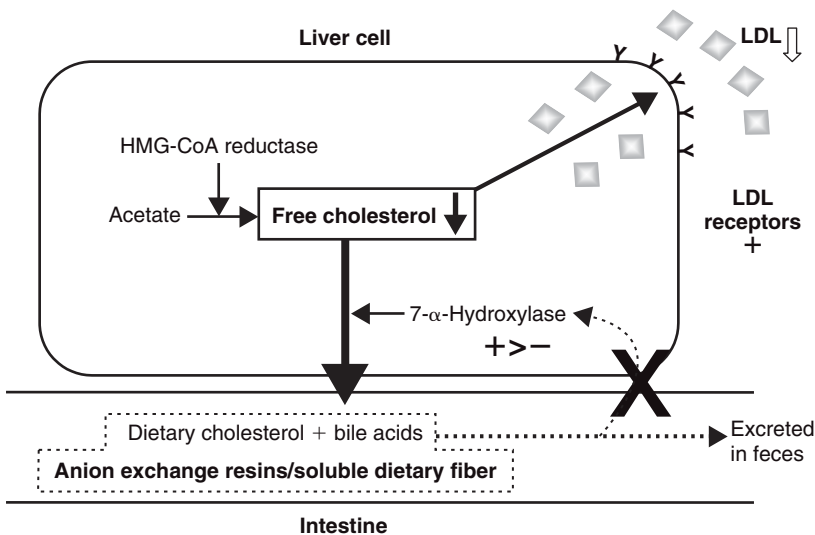 Liver cell
LDL
HMG-CoA reductase
Acetate
Free cholesterol
LDL
receptors
+
7-α-Hydroxylase
+>−
Dietary cholesterol + bile acids
Excreted
in feces
Anion exchange resins/soluble dietary fiber
Intestine